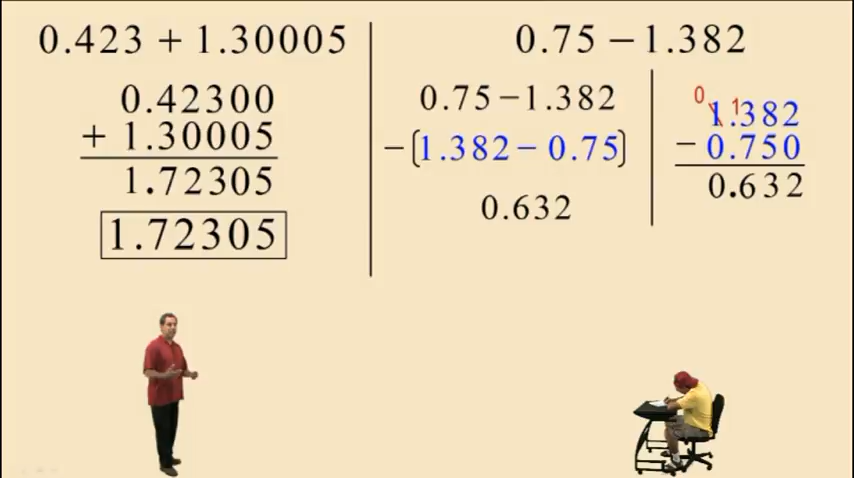 0.423 + 1.30005
0.42300
+ 1.30005
1.72305
1.72305
0.75 − 1.382
0.75 − 1.382
−(1.382 − 0.75)
0.632
0 1
1.382
− 0.750
0.632